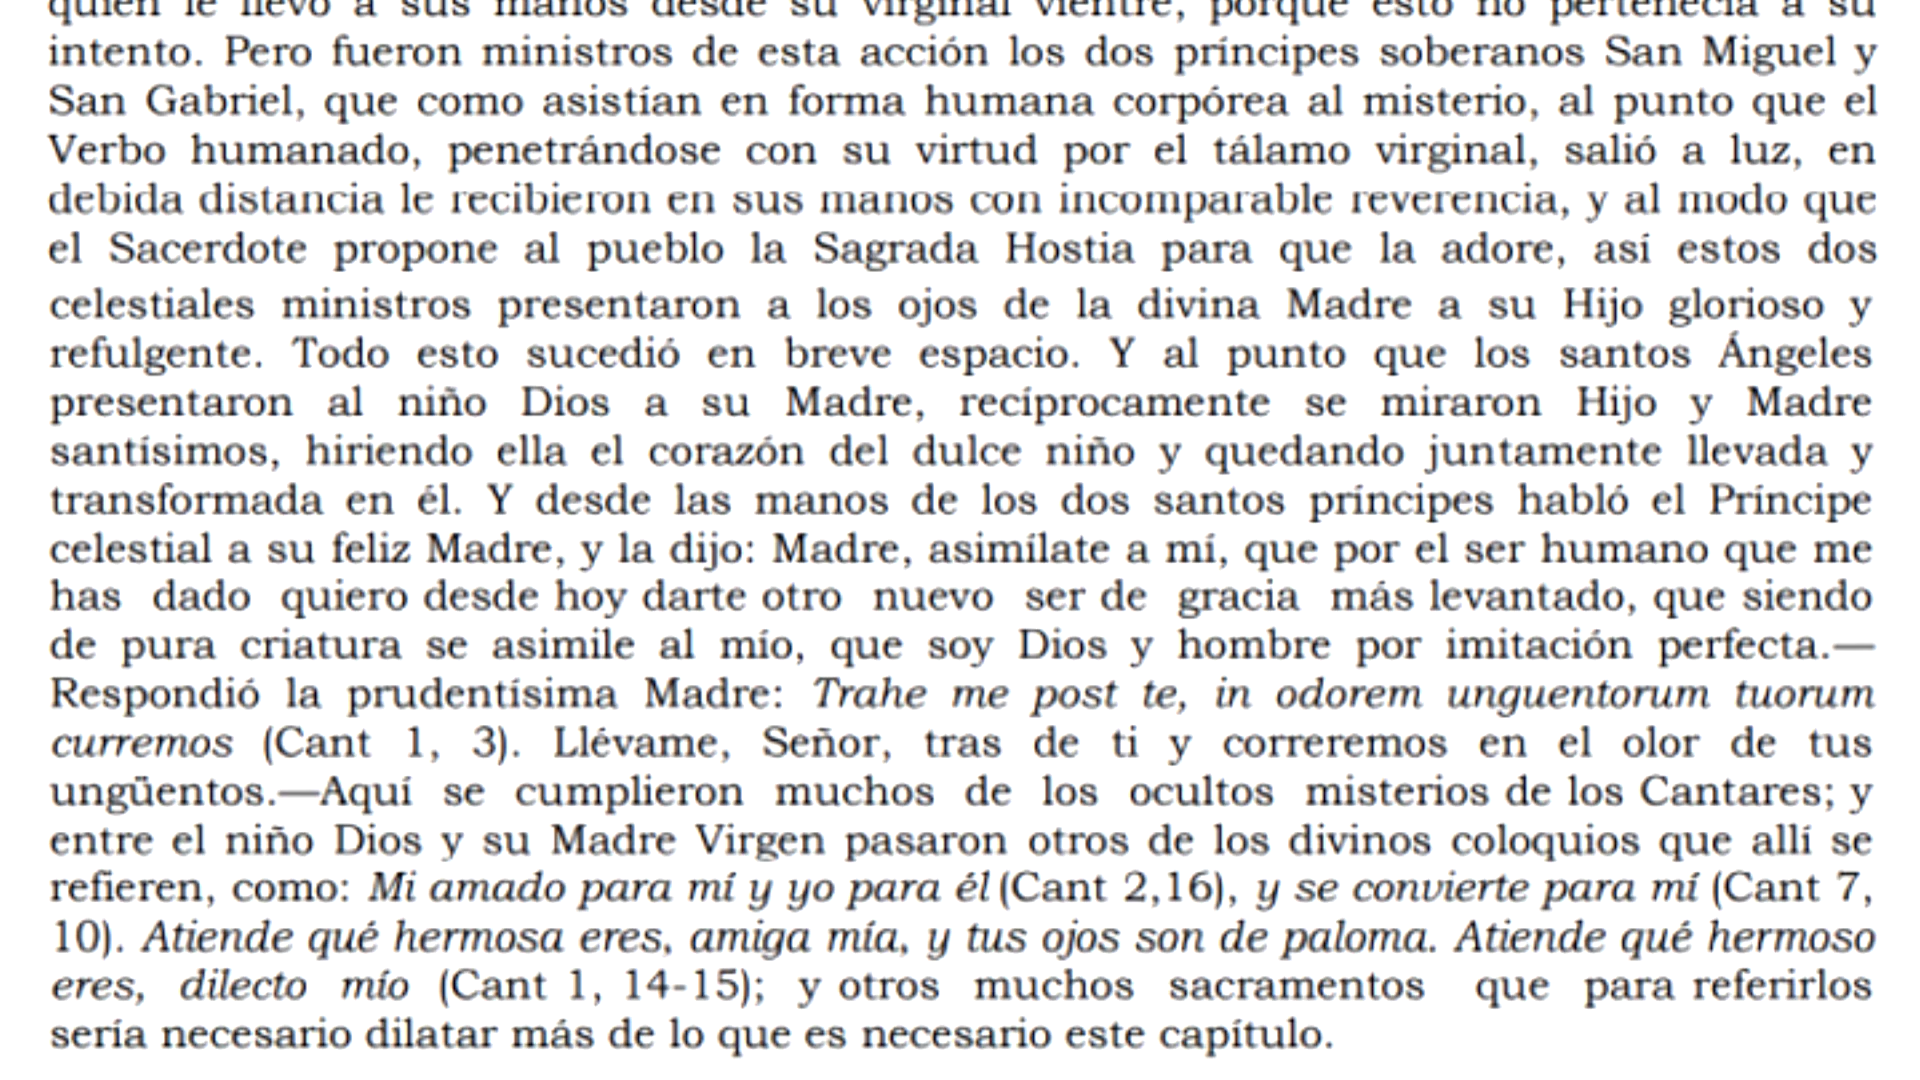 quien le llevó a sus manos desde su virginal vientre, porque esto no pertenecía a su
intento. Pero fueron ministros de esta acción los dos príncipes soberanos San Miguel y
San Gabriel, que como asistían en forma humana corpórea al misterio, al punto que el
Verbo humanado, penetrándose con su virtud por el tálamo virginal, salió a luz, en
debida distancia le recibieron en sus manos con incomparable reverencia, y al modo que
el Sacerdote propone al pueblo la Sagrada Hostia para que la adore, así estos dos
celestiales ministros presentaron a los ojos de la divina Madre a su Hijo glorioso y
refulgente. Todo esto sucedió en breve espacio. Y al punto que los santos Ángeles
presentaron al niño Dios a su Madre, recíprocamente se miraron Hijo y Madre
santísimos, hiriendo ella el corazón del dulce niño y quedando juntamente llevada y
transformada en él. Y desde las manos de los dos santos príncipes habló el Príncipe
celestial a su feliz Madre, y la dijo: Madre, asimílate a mí, que por el ser humano que me
has dado quiero desde hoy darte otro nuevo ser de gracia más levantado, que siendo
de pura criatura se asimile al mío, que soy Dios y hombre por imitación perfecta.—
Respondió la prudentísima Madre: Trahe me post te, in odorem unguentorum tuorum
curremos (Cant 1, 3). Llévame, Señor, tras de ti y correremos en el olor de tus
ungüentos.—Aquí se cumplieron muchos de los ocultos misterios de los Cantares; y
entre el niño Dios y su Madre Virgen pasaron otros de los divinos coloquios que allí se
refieren, como: Mi amado para mí y yo para él (Cant 2,16), y se convierte para mí (Cant 7,
10). Atiende qué hermosa eres, amiga mía, y tus ojos son de paloma. Atiende qué hermoso
eres, dilecto mío (Cant 1, 14-15); y otros muchos sacramentos que para referirlos
sería necesario dilatar más de lo que es necesario este capítulo.